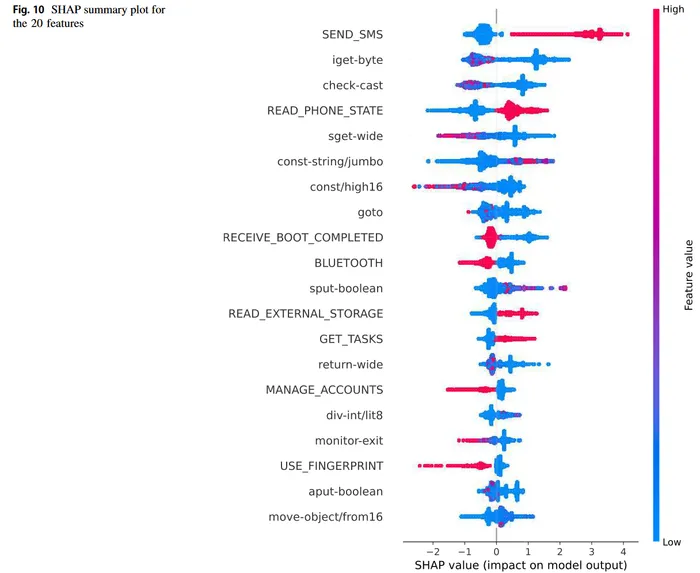 Fig. 10 SHAP summary plot for
the 20 features
High
SEND_SMS
iget-byte
check-cast
READ_PHONE_STATE
sget-wide
const-string/jumbo
const/high16
goto
RECEIVE_BOOT_COMPLETED
BLUETOOTH
sput-boolean
READ_EXTERNAL_STORAGE
GET_TASKS
return-wide
MANAGE_ACCOUNTS
div-int/lit8
monitor-exit
USE_FINGERPRINT
aput-boolean
move-object/from16
Feature value
Low
−2 −1 0 1 2 3 4
SHAP value (impact on model output)